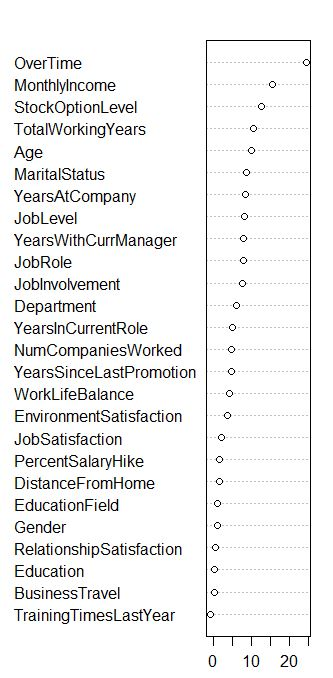 OverTime
MonthlyIncome
StockOptionLevel
TotalWorkingYears
Age
MaritalStatus
YearsAtCompany
JobLevel
YearsWithCurrManager
JobRole
JobInvolvement
Department
YearsInCurrentRole
NumCompaniesWorked
YearsSinceLastPromotion
WorkLifeBalance
EnvironmentSatisfaction
JobSatisfaction
PercentSalaryHike
DistanceFromHome
EducationField
Gender
RelationshipSatisfaction
Education
BusinessTravel
TrainingTimesLastYear
0 10 20